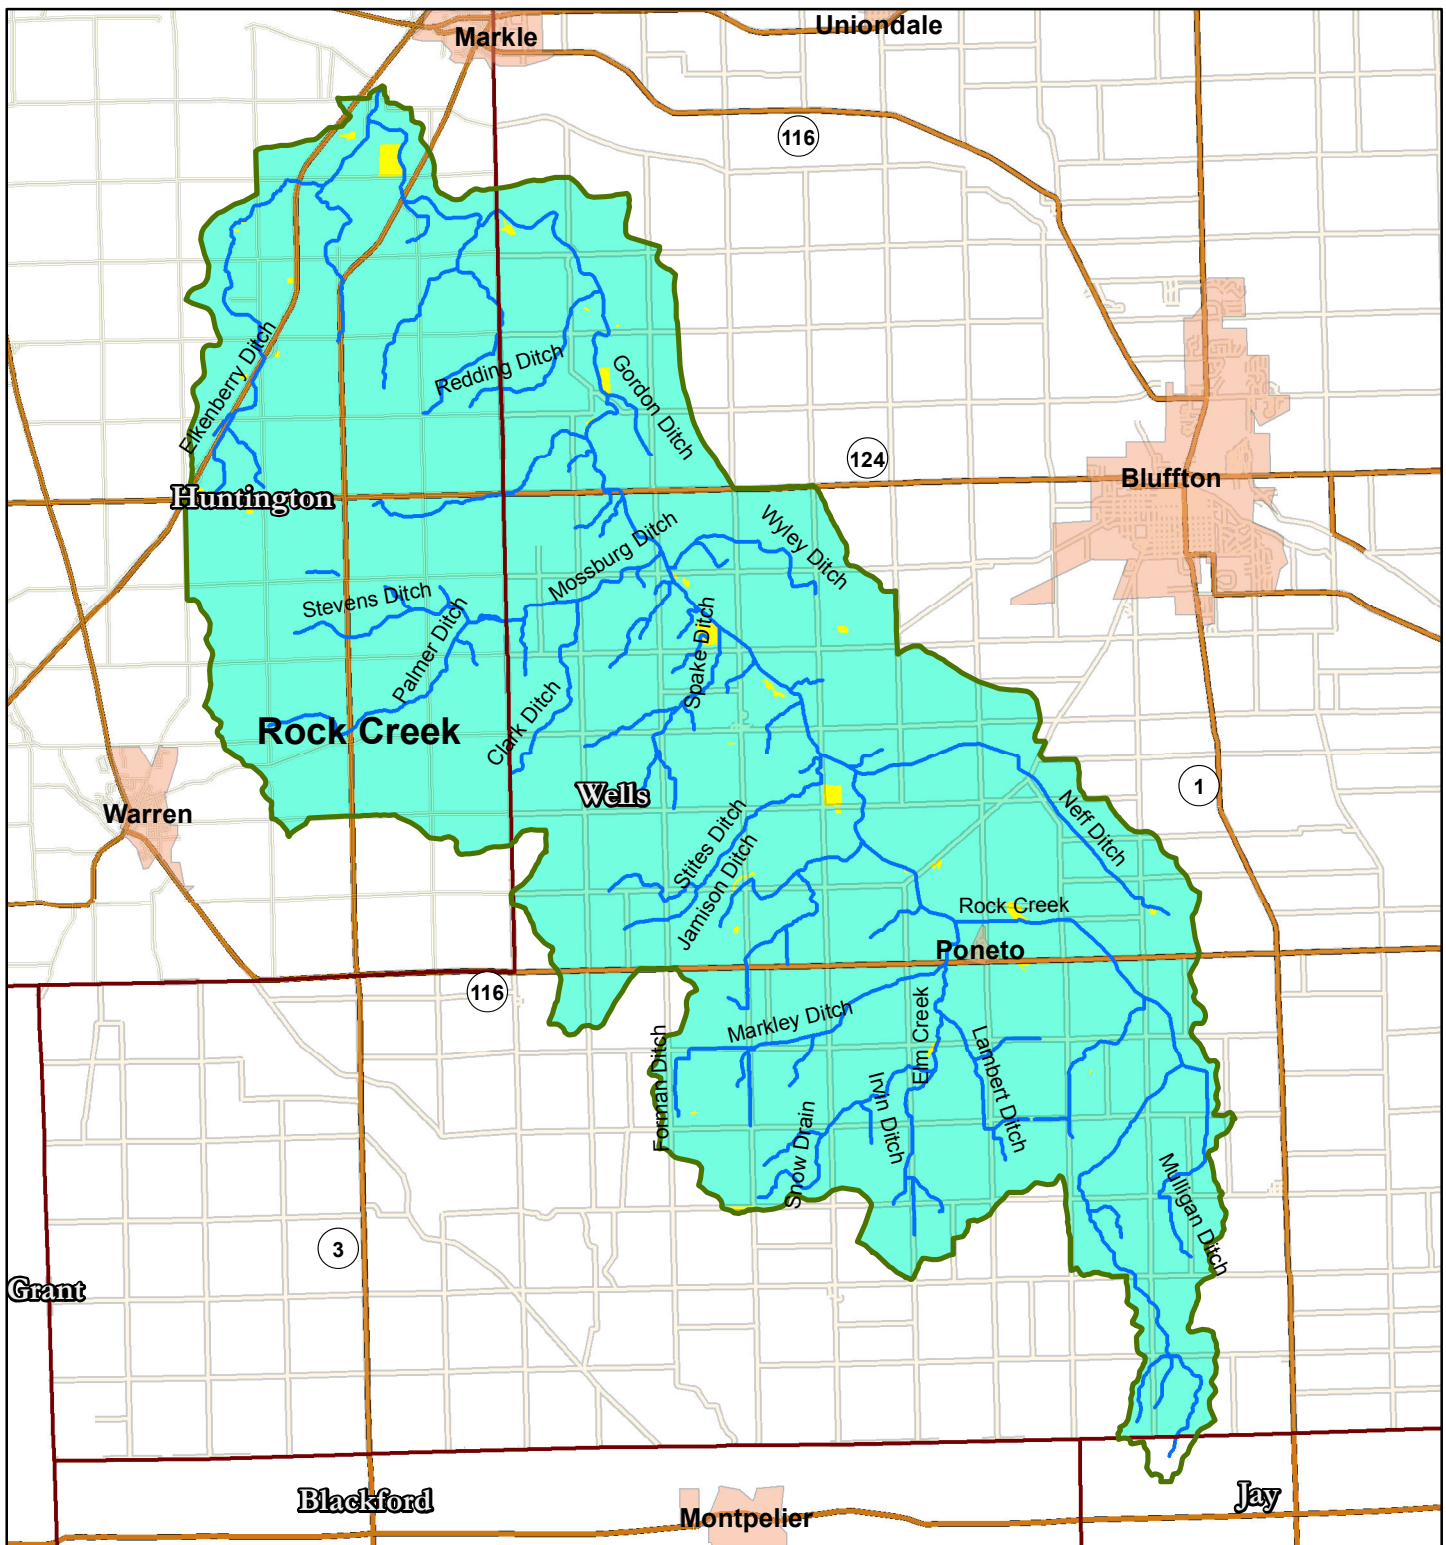 Uniondale
Markle
116
Elkenberry Ditch
Redding Ditch
Gordon Ditch
124
Bluffton
Huntington
Wyley Ditch
Mossburg Ditch
Stevens Ditch
Palmer Ditch
Spake Ditch
Clark Ditch
Rock Creek
Wells
1
Warren
Neff Ditch
Stites Ditch
Jamison Ditch
Rock Creek
Poneto
116
Markley Ditch
Elm Creek
Lambert Ditch
Forman Ditch
Irvin Ditch
Snow Drain
Mulligan Ditch
3
Grant
Blackford
Jay
Montpelier